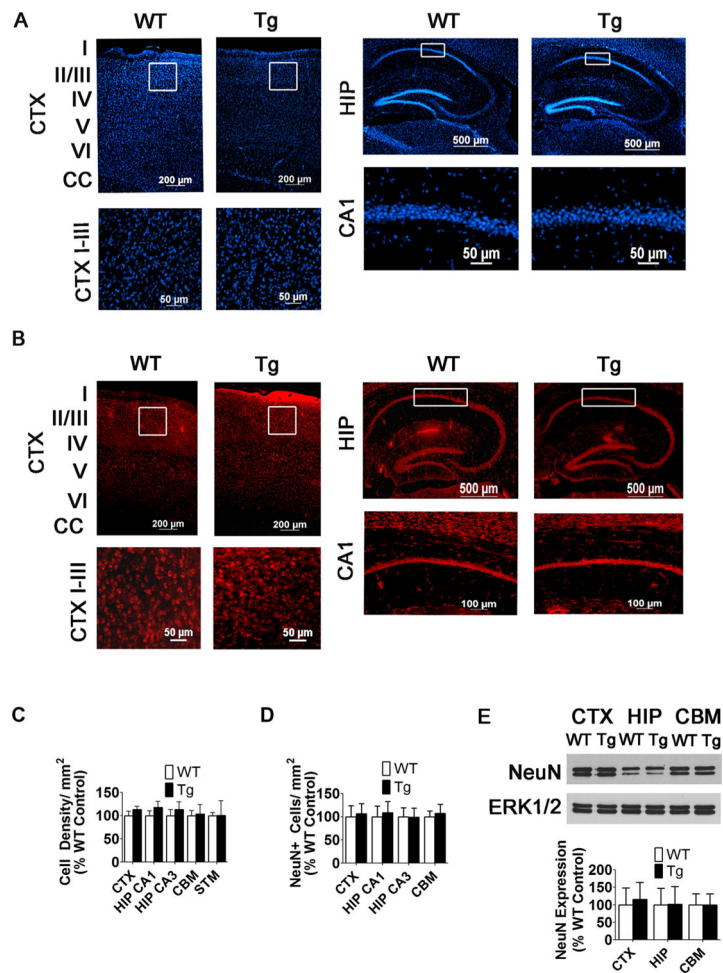 A
WT Tg WT Tg
I
II/III
IV
V
VI
CC
CTX
200 µm 200 µm
HIP
500 µm 500 µm
CTX I-III
50 µm 50 µm
CA1
50 µm 50 µm
B
WT Tg WT Tg
I
II/III
IV
V
VI
CC
CTX
200 µm 200 µm
HIP
500 µm 500 µm
CTX I-III
50 µm 50 µm
CA1
100 µm 100 µm
C
WT
Tg
Cell Density/ mm²
(% WT Control)
150
100
50
0
CTX
HIP CA1
HIP CA3
CBM
STM
D
WT
Tg
NeuN+ Cells/ mm²
(% WT Control)
150
100
50
0
CTX
HIP CA1
HIP CA3
CBM
E
CTX HIP CBM
WT Tg WT Tg WT Tg
NeuN
ERK1/2
WT
Tg
NeuN Expression
(% WT Control)
200
150
100
50
0
CTX
HIP
CBM